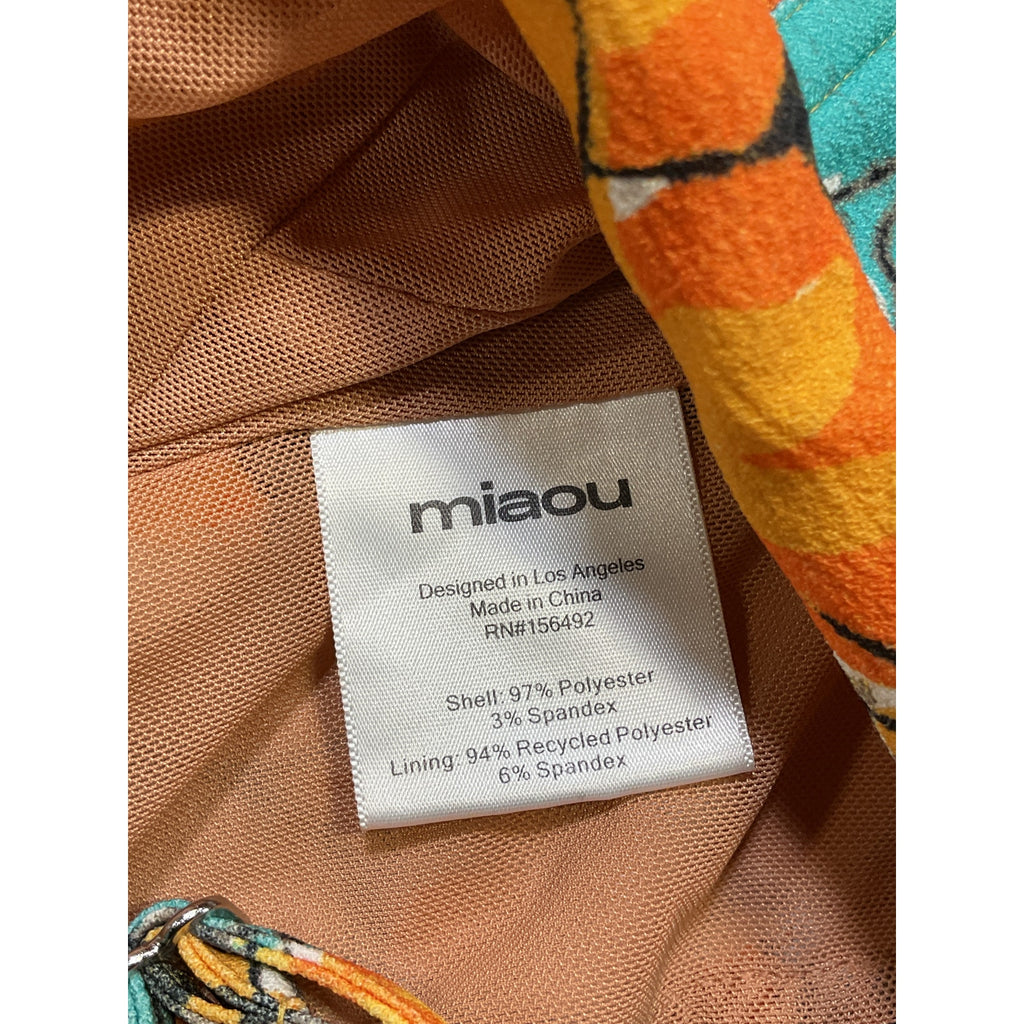 miaou
Designed in Los Angeles
Made in China
RN#156492
Shell: 97% Polyester
3% Spandex
Lining: 94% Recycled Polyester
6% Spandex